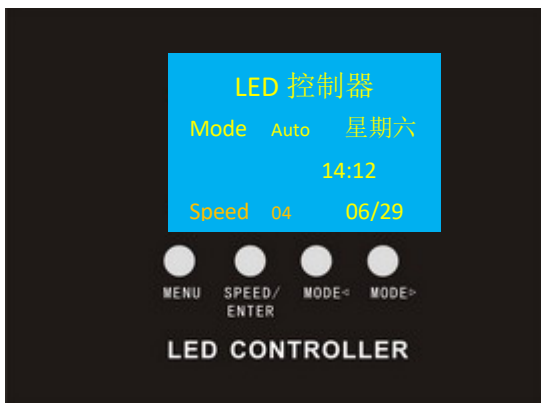 LED 控制器
Mode Auto 星期六
14:12
Speed 04 06/29
MENU SPEED/ MODE◁ MODE▷
ENTER
LED CONTROLLER